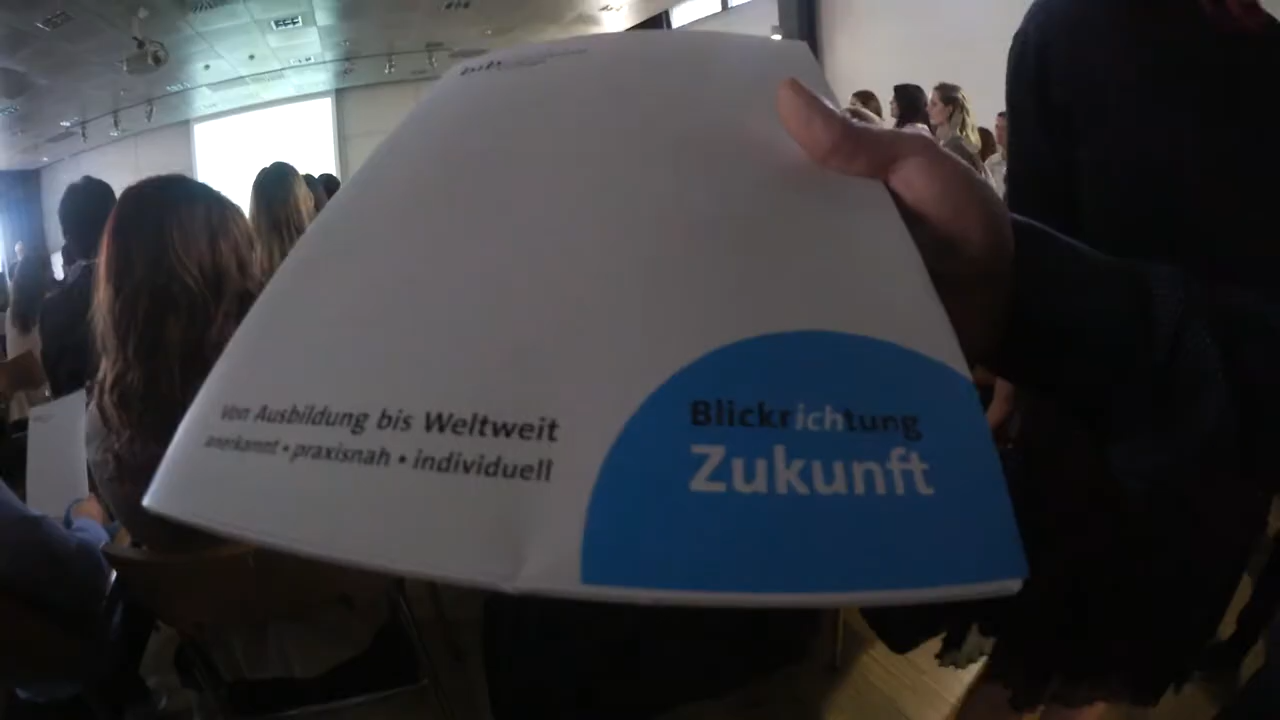 Von Ausbildung bis Weltweit
anerkannt • praxisnah • individuell
Blickrichtung
Zukunft